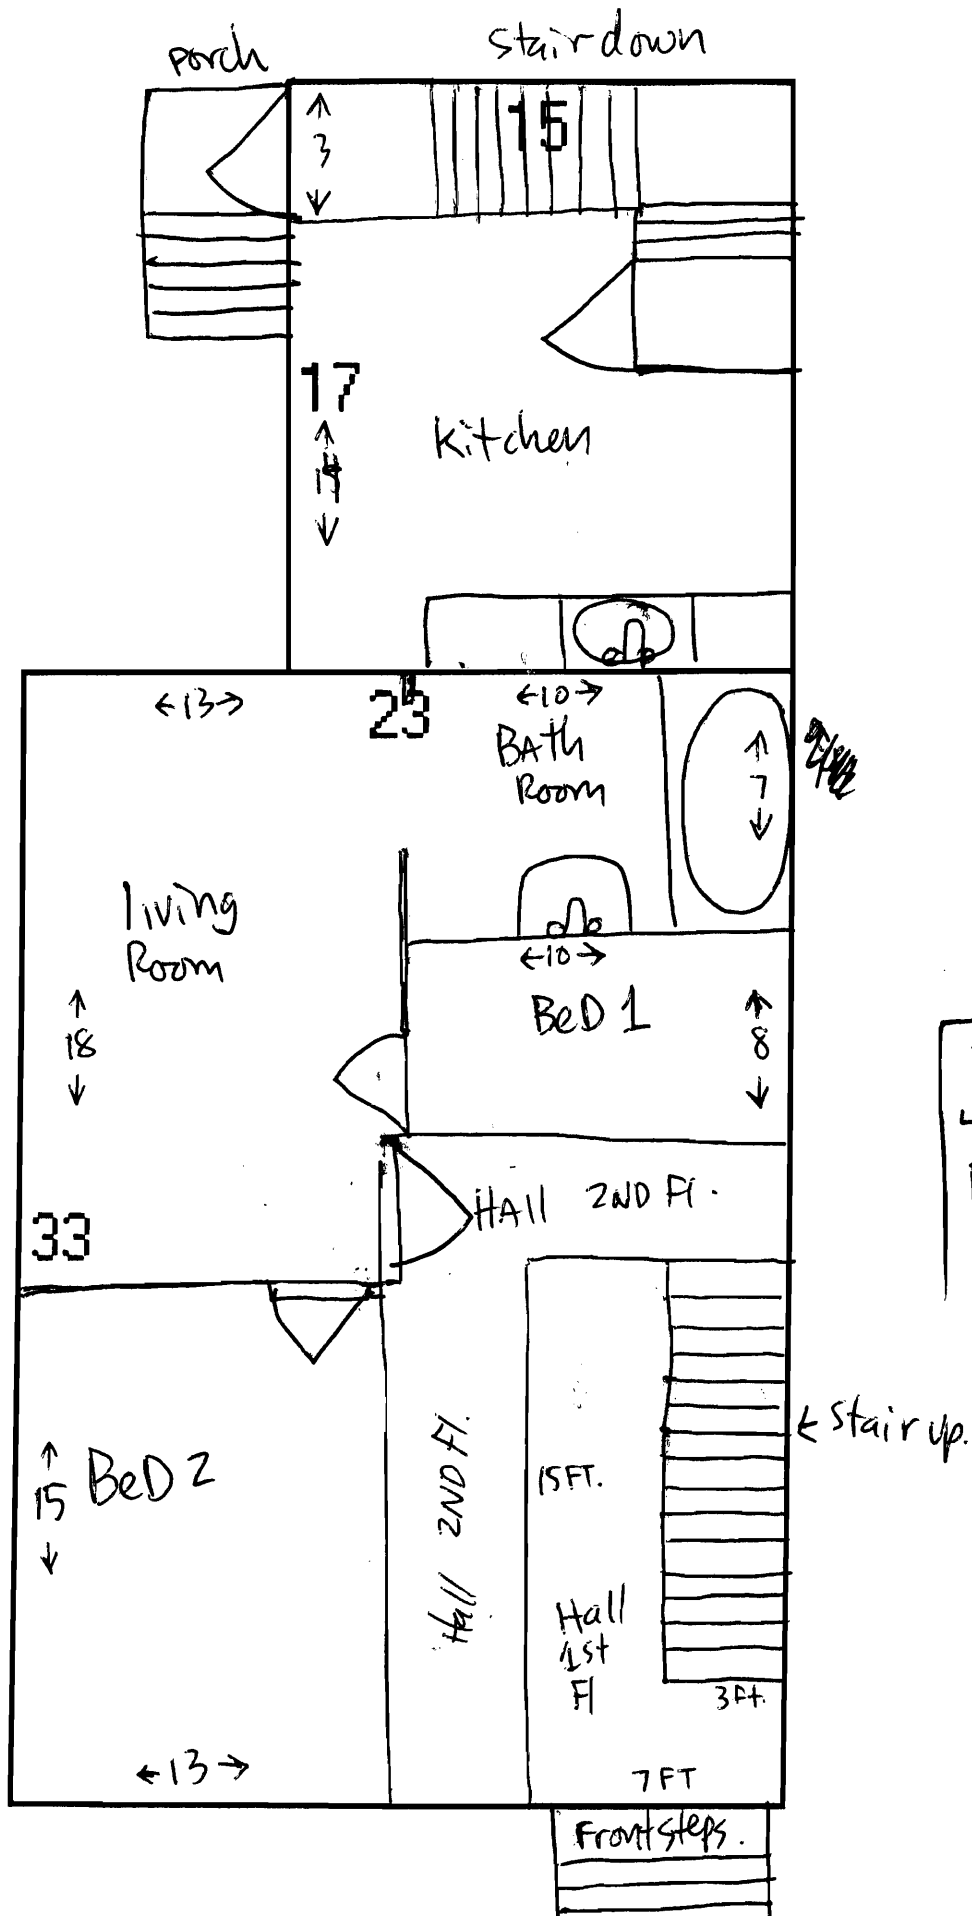 porch
stair down
3
15
17
14
Kitchen
13
23
10
BAth
Room
7
living
Room
10
BeD 1
8
18
HAll 2ND Fl.
33
Stair up.
BeD 2
15
Hall 2ND Fl.
15FT.
Hall
1st
Fl
3Ft.
13
7FT
Front steps.